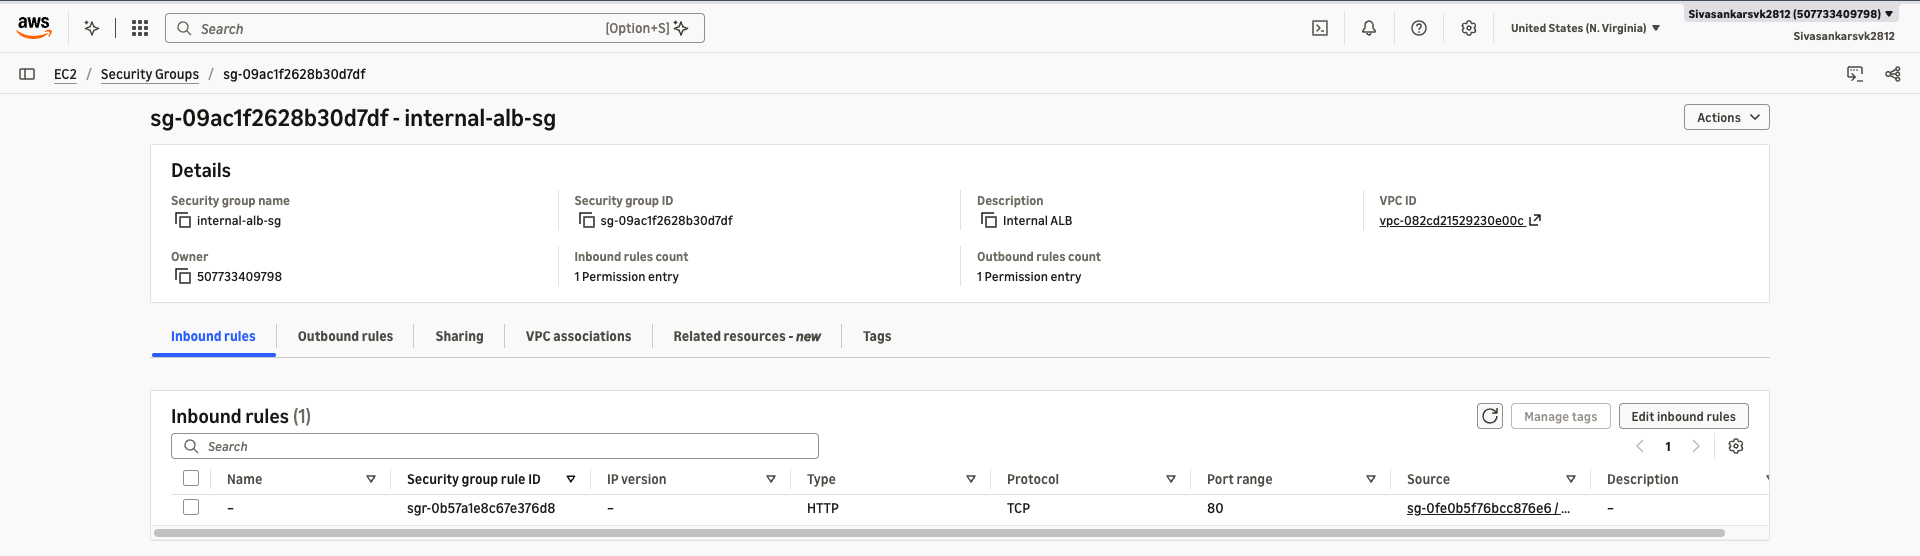 aws
Search [Option+S]
United States (N. Virginia)
Sivasankarsvk2812 (507733409798)
Sivasankarsvk2812
EC2 / Security Groups / sg-09ac1f2628b30d7df
sg-09ac1f2628b30d7df - internal-alb-sg
Actions
Details
Security group name
internal-alb-sg
Security group ID
sg-09ac1f2628b30d7df
Description
Internal ALB
VPC ID
vpc-082cd21529230e00c
Owner
507733409798
Inbound rules count
1 Permission entry
Outbound rules count
1 Permission entry
Inbound rules Outbound rules Sharing VPC associations Related resources - new Tags
Inbound rules (1)
Manage tags
Edit inbound rules
Search
1
Name Security group rule ID IP version Type Protocol Port range Source Description
– sgr-0b57a1e8c67e376d8 – HTTP TCP 80 sg-0fe0b5f76bcc876e6 / ... –